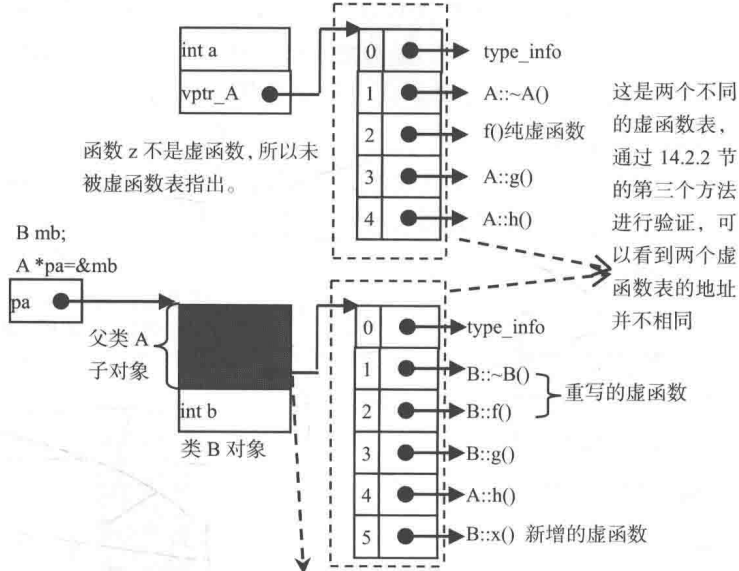 int a
vptr_A
0 type_info
1 A::~A()
2 f()纯虚函数
3 A::g()
4 A::h()
函数 z 不是虚函数,所以未
被虚函数表指出。
这是两个不同
的虚函数表,
通过 14.2.2 节
的第三个方法
进行验证,可
以看到两个虚
函数表的地址
并不相同
B mb;
A *pa=&mb
pa
父类 A
子对象
int b
类 B 对象
0 type_info
1 B::~B()
2 B::f()
重写的虚函数
3 B::g()
4 A::h()
5 B::x() 新增的虚函数